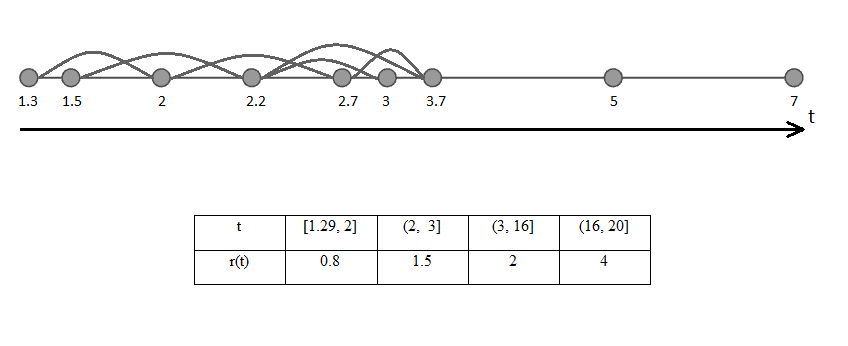 1.3 1.5 2 2.2 2.7 3 3.7 5 7
t
t [1.29, 2] (2, 3] (3, 16] (16, 20]
r(t) 0.8 1.5 2 4